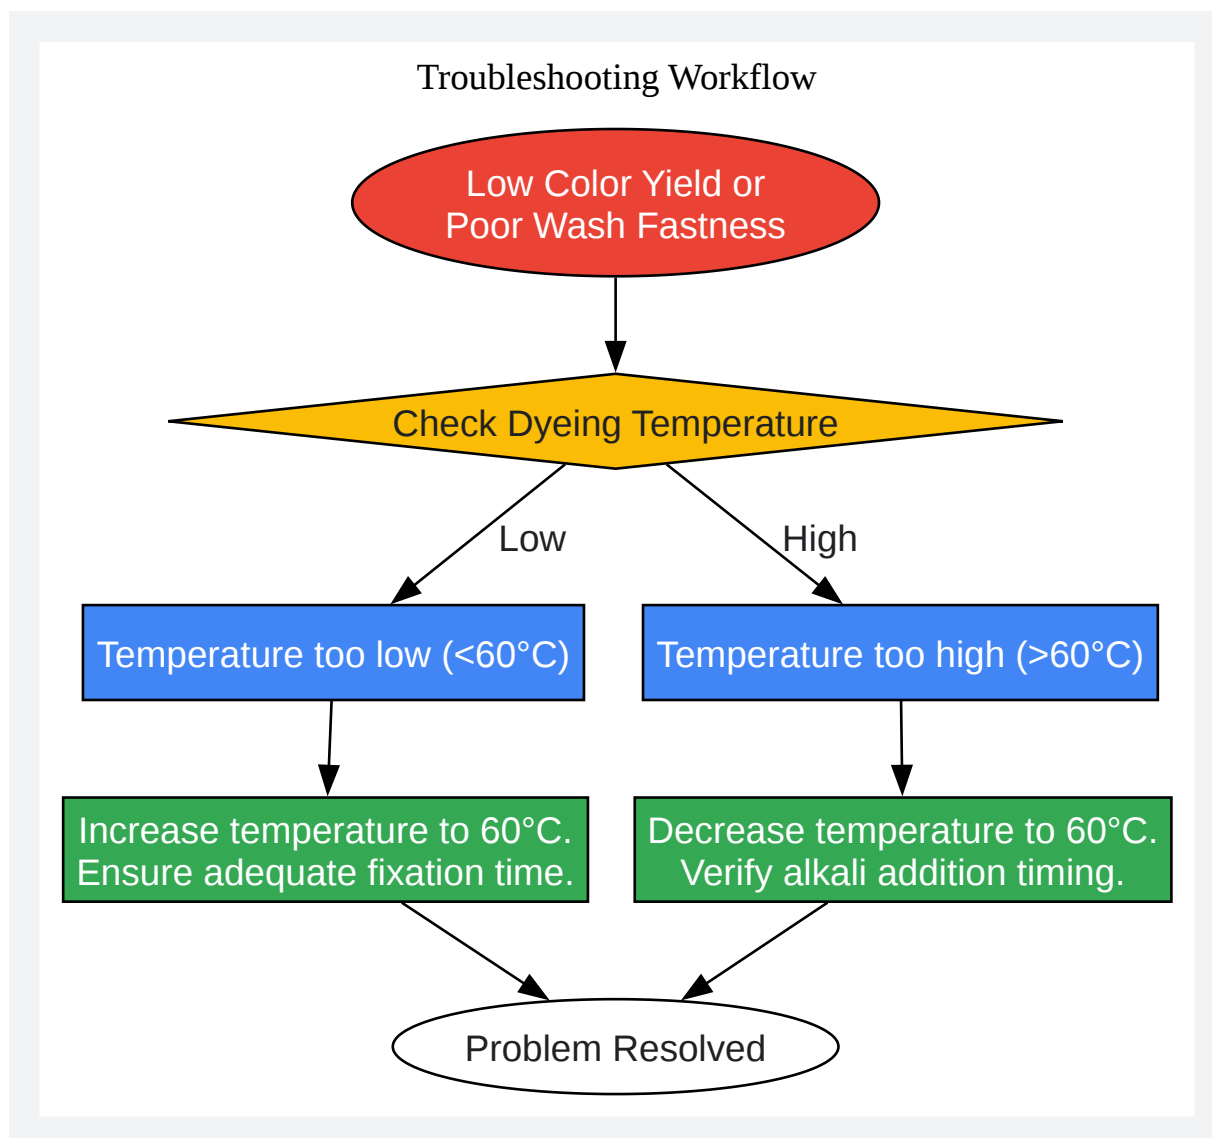 Troubleshooting Workflow
Low Color Yield or
Poor Wash Fastness
Check Dyeing Temperature
Low
High
Temperature too low (<60°C)
Temperature too high (>60°C)
Increase temperature to 60°C.
Ensure adequate fixation time.
Decrease temperature to 60°C.
Verify alkali addition timing.
Problem Resolved